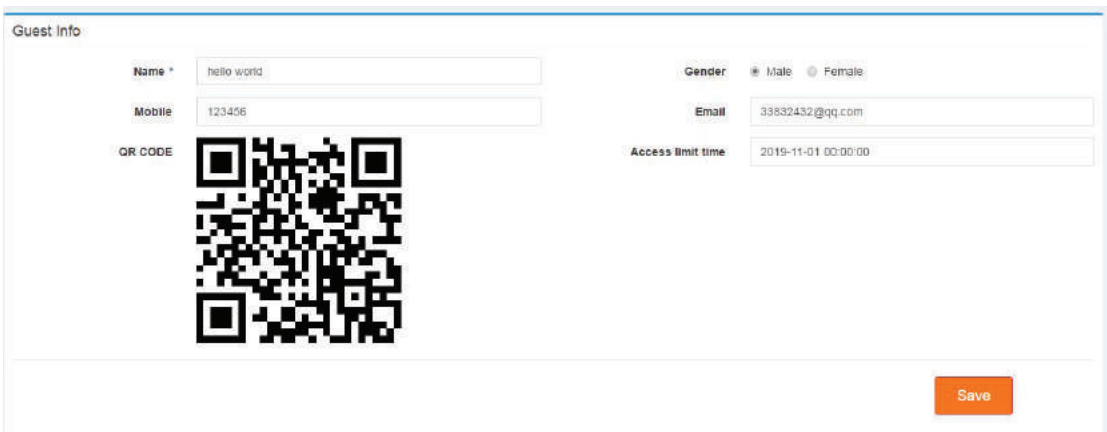 Guest Info
Name * hello world Gender Male Female
Mobile 123456 Email 33832432@qq.com
QR CODE Access limit time 2019-11-01 00:00:00
Save